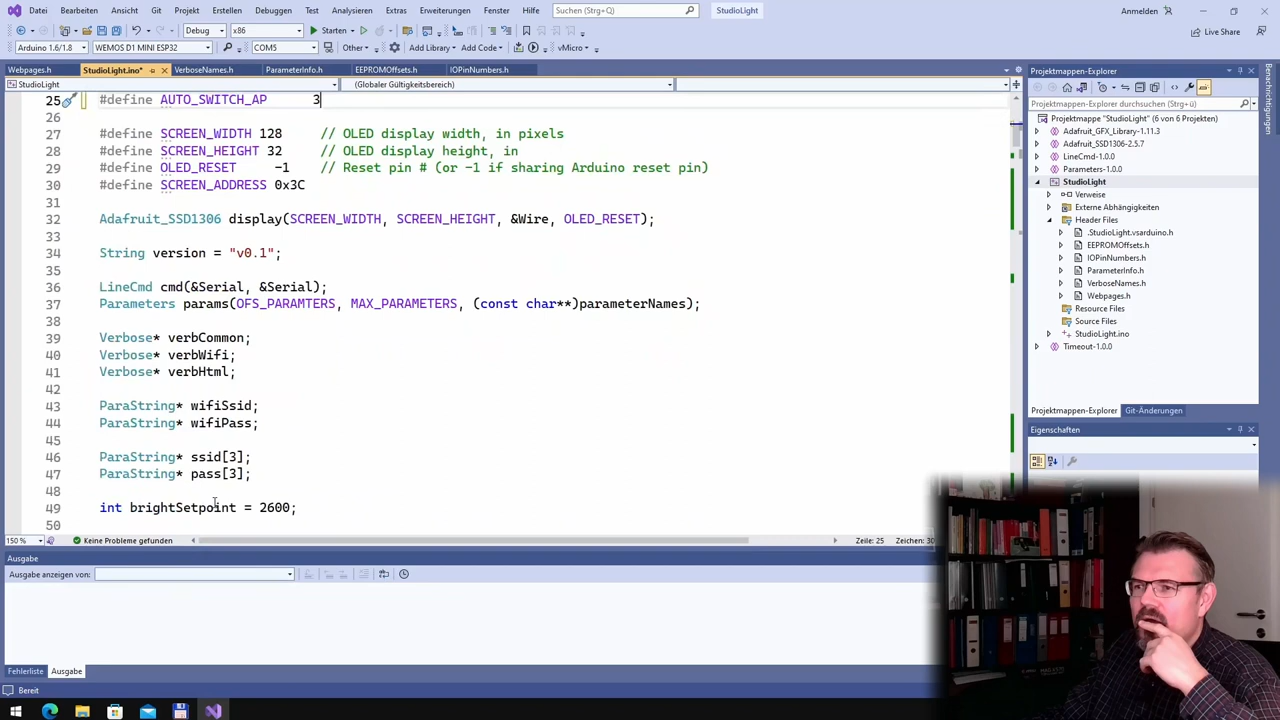 Datei Bearbeiten Ansicht Git Projekt Erstellen Debuggen Test Analysieren Extras Erweiterungen Fenster Hilfe Suchen (Strg+Q) StudioLight Anmelden
Debug x86 Starten Live Share
Arduino 1.6/1.8 WEMOS D1 MINI ESP32 COM5 Other Add Library Add Code vMicro
Webpages.h StudioLight.ino* VerboseNames.h ParameterInfo.h EEPROMOffsets.h IOPinNumbers.h
StudioLight (Globaler Gültigkeitsbereich)
25 #define AUTO_SWITCH_AP 3
26
27 #define SCREEN_WIDTH 128 // OLED display width, in pixels
28 #define SCREEN_HEIGHT 32 // OLED display height, in
29 #define OLED_RESET -1 // Reset pin # (or -1 if sharing Arduino reset pin)
30 #define SCREEN_ADDRESS 0x3C
31
32 Adafruit_SSD1306 display(SCREEN_WIDTH, SCREEN_HEIGHT, &Wire, OLED_RESET);
33
34 String version = "v0.1";
35
36 LineCmd cmd(&Serial, &Serial);
37 Parameters params(OFS_PARAMTERS, MAX_PARAMETERS, (const char**)parameterNames);
38
39 Verbose* verbCommon;
40 Verbose* verbWifi;
41 Verbose* verbHtml;
42
43 ParaString* wifiSsid;
44 ParaString* wifiPass;
45
46 ParaString* ssid[3];
47 ParaString* pass[3];
48
49 int brightSetpoint = 2600;
50
150 % Keine Probleme gefunden Zeile: 25 Zeichen: 30
Ausgabe
Ausgabe anzeigen von:
Fehlerliste Ausgabe
Bereit
Projektmappen-Explorer
Projektmappen-Explorer durchsuchen (Strg+ü)
Projektmappe "StudioLight" (6 von 6 Projekten)
Adafruit_GFX_Library-1.11.3
Adafruit_SSD1306-2.5.7
LineCmd-1.0.0
Parameters-1.0.0
StudioLight
Verweise
Externe Abhängigkeiten
Header Files
.StudioLight.vsarduino.h
EEPROMOffsets.h
IOPinNumbers.h
ParameterInfo.h
VerboseNames.h
Webpages.h
Resource Files
Source Files
StudioLight.ino
Timeout-1.0.0
Projektmappen-Explorer Git-Änderungen
Eigenschaften
Benachrichtigungen